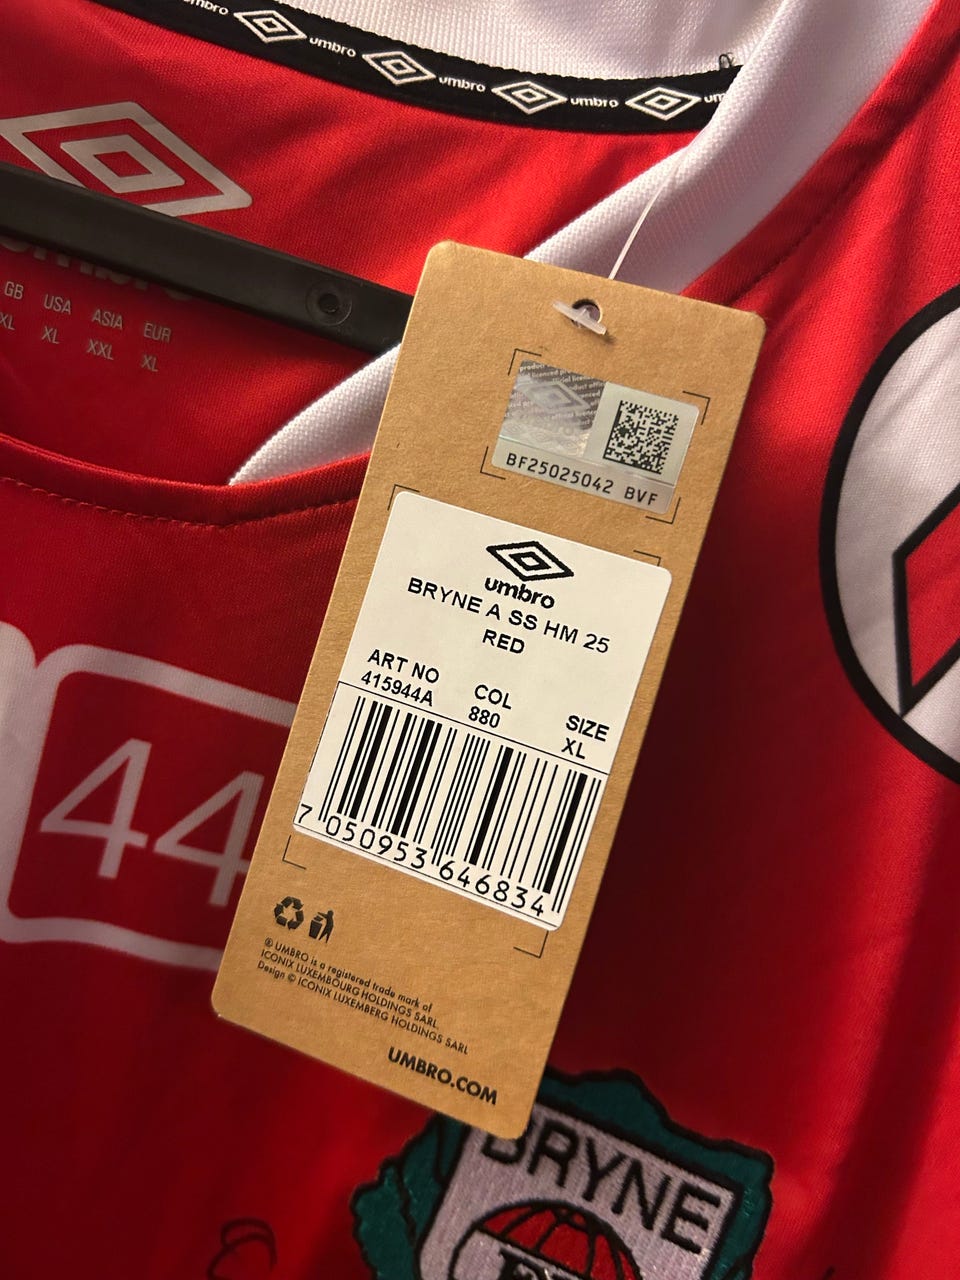 umbro umbro umbro umbro
GB USA ASIA EUR
XL XL XXL XL
BF25025042 BVF
umbro
BRYNE A SS HM 25
RED
ART NO COL SIZE
415944A 880 XL
7 050953 646834
44
® UMBRO is a registered trade mark of
ICONIX LUXEMBOURG HOLDINGS SARL
Design © ICONIX LUXEMBERG HOLDINGS SARL
UMBRO.COM
BRYNE